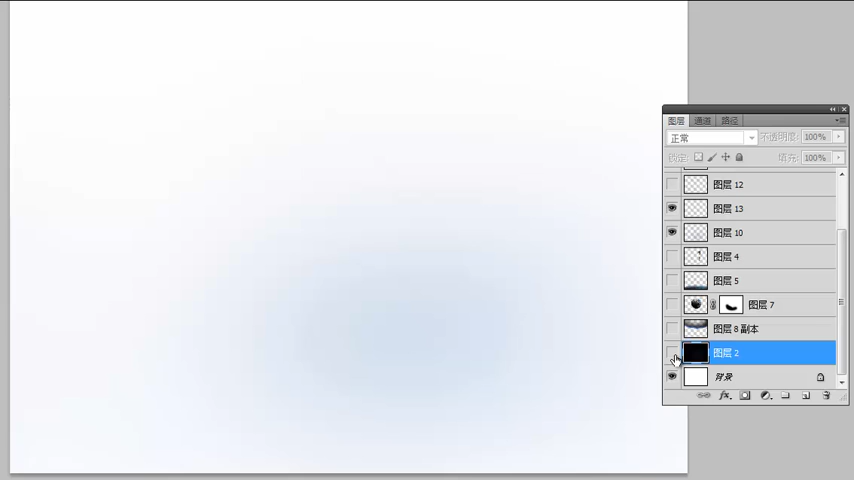 图层 通道 路径
正常 不透明度: 100%
锁定: 填充: 100%
图层 12
图层 13
图层 10
图层 4
图层 5
图层 7
图层 8 副本
图层 2
背景
fx